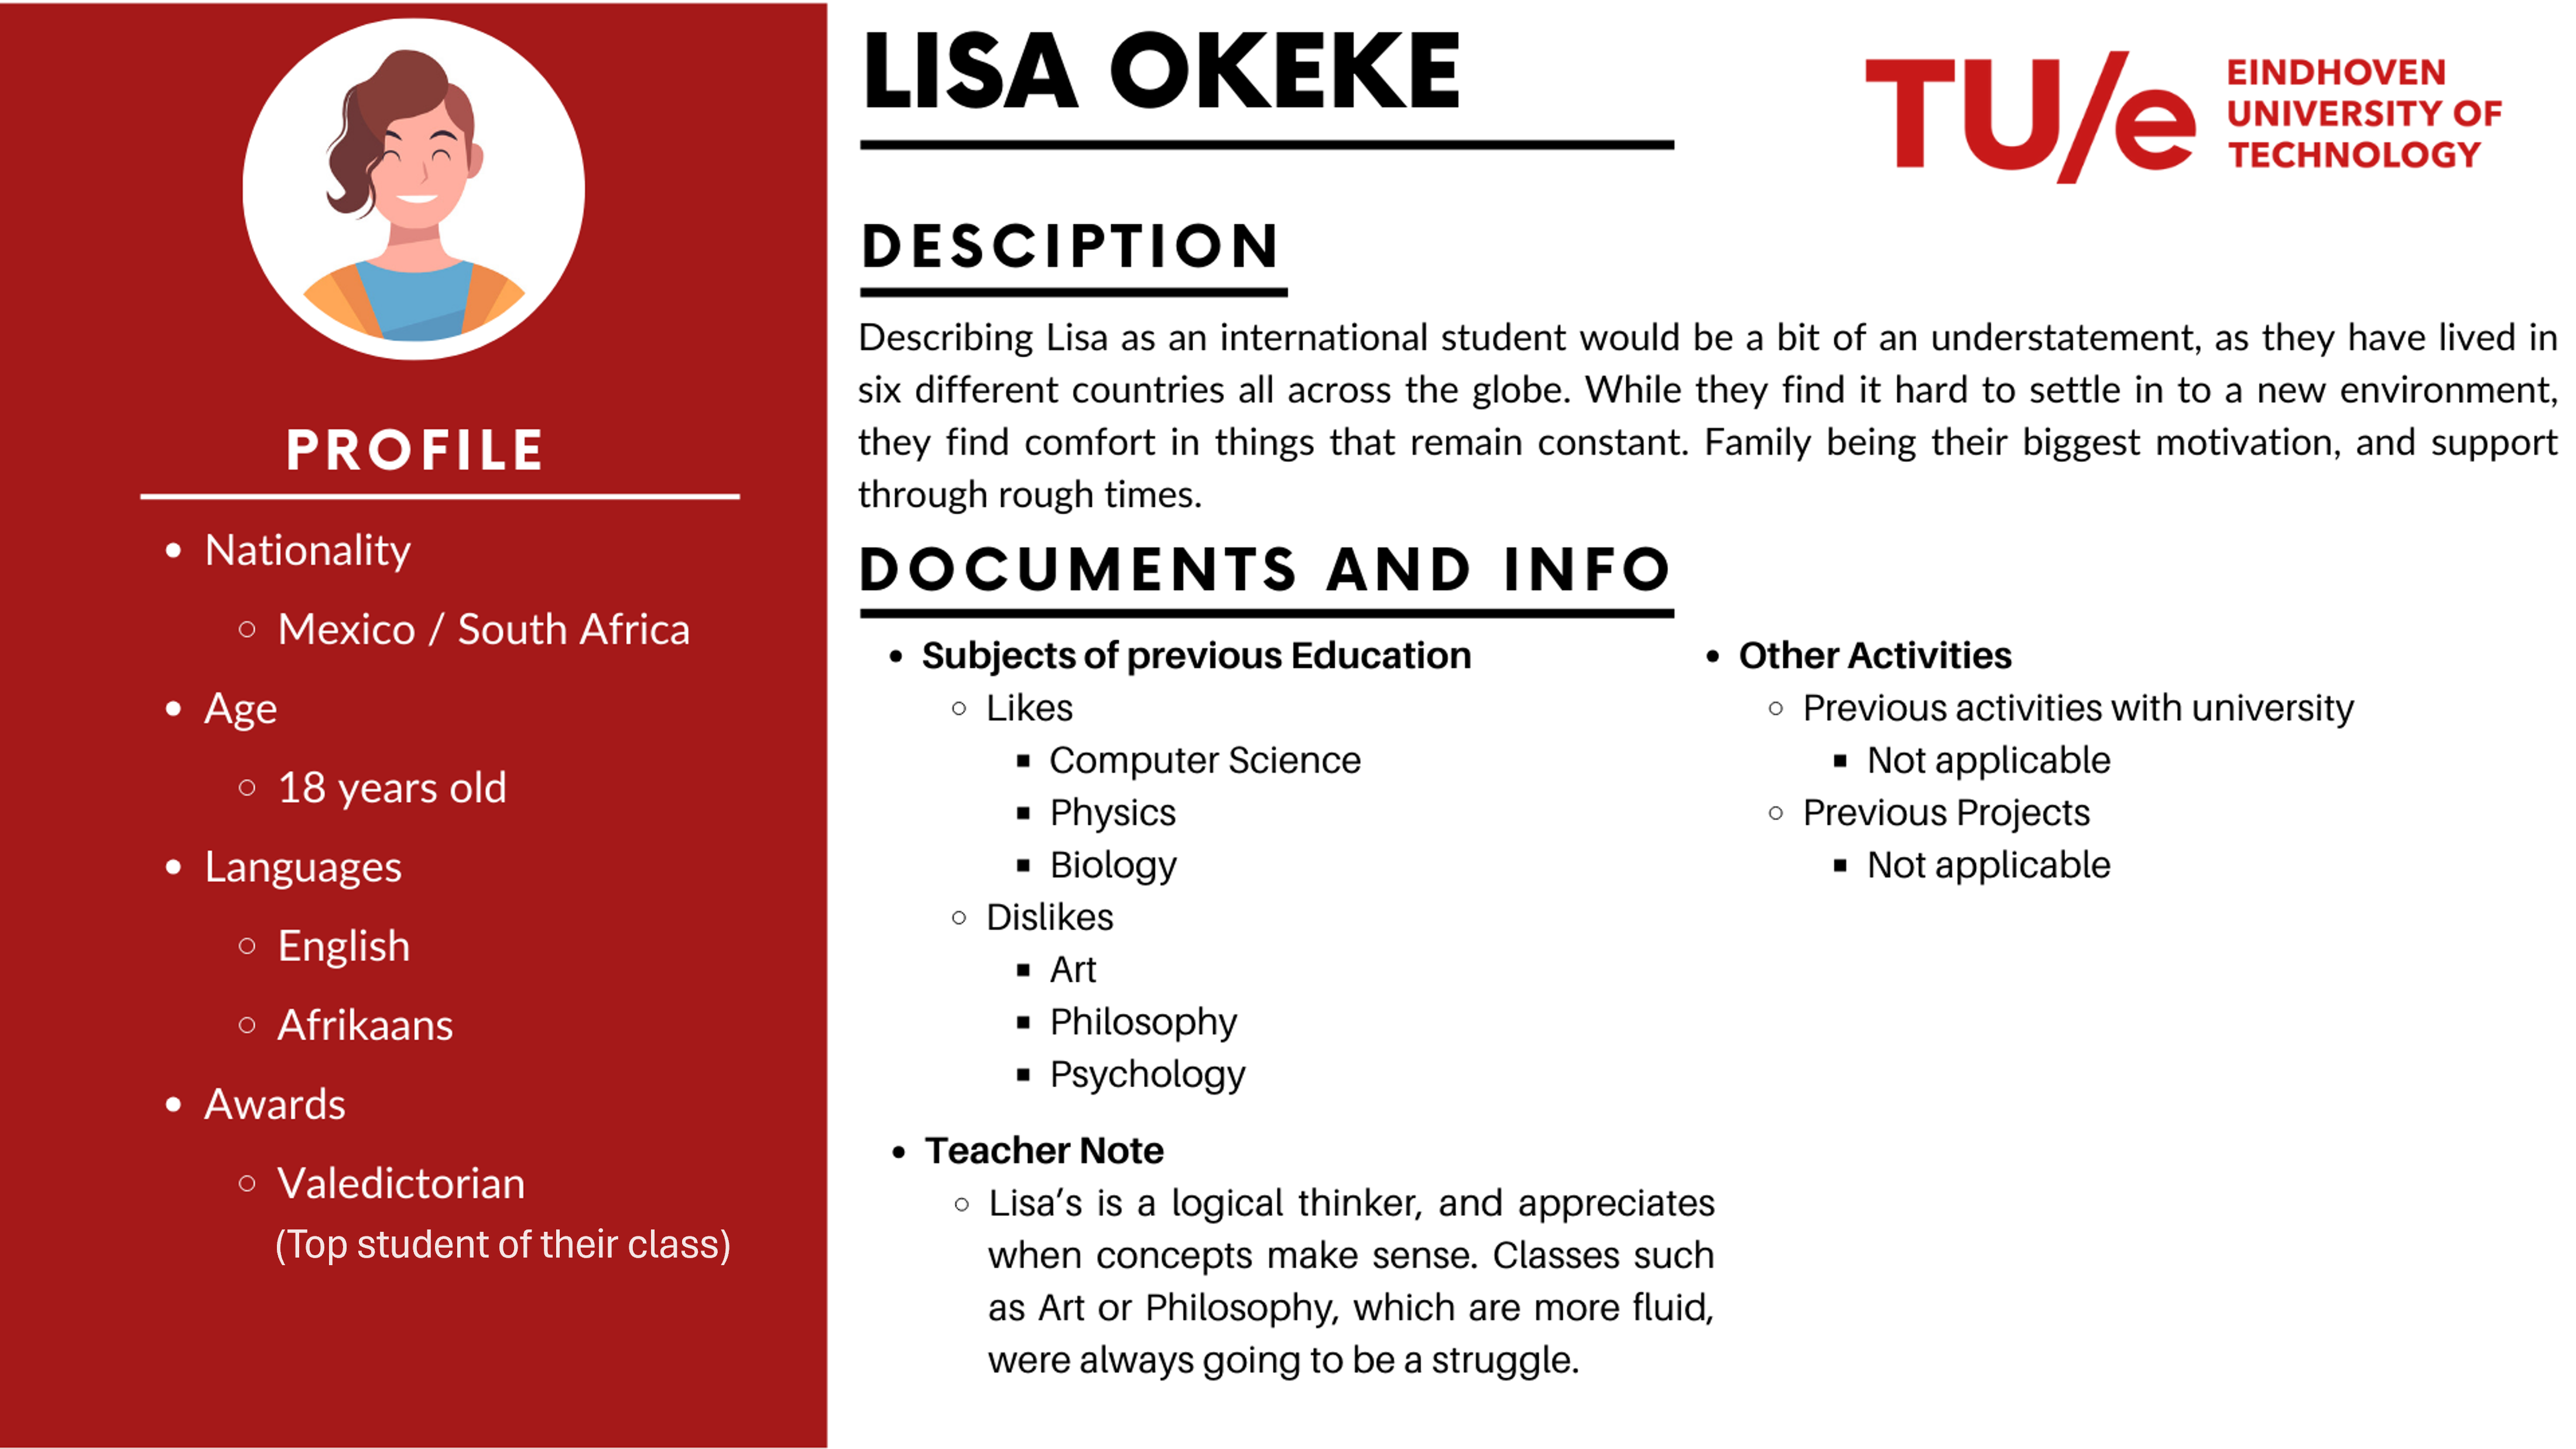 LISA OKEKE
TU/e
EINDHOVEN
UNIVERSITY OF
TECHNOLOGY
PROFILE
• Nationality
○ Mexico / South Africa
• Age
○ 18 years old
• Languages
○ English
○ Afrikaans
• Awards
○ Valedictorian
(Top student of their class)
DESCIPTION
Describing Lisa as an international student would be a bit of an understatement, as they have lived in
six different countries all across the globe. While they find it hard to settle in to a new environment,
they find comfort in things that remain constant. Family being their biggest motivation, and support
through rough times.
DOCUMENTS AND INFO
• Subjects of previous Education
○ Likes
▪ Computer Science
▪ Physics
▪ Biology
○ Dislikes
▪ Art
▪ Philosophy
▪ Psychology
• Teacher Note
○ Lisa’s is a logical thinker, and appreciates
when concepts make sense. Classes such
as Art or Philosophy, which are more fluid,
were always going to be a struggle.
• Other Activities
○ Previous activities with university
▪ Not applicable
○ Previous Projects
▪ Not applicable